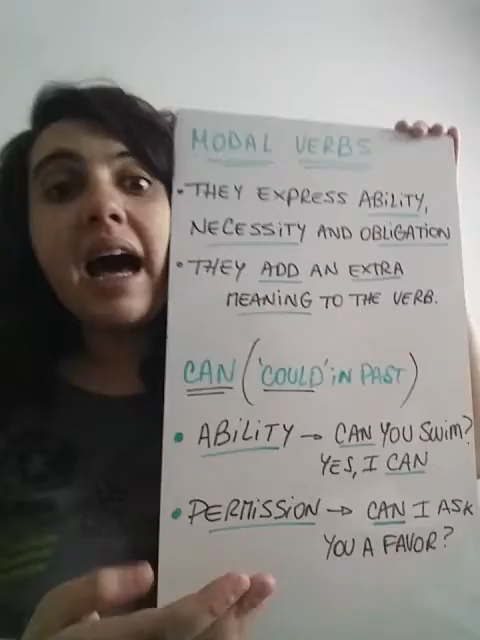 MODAL VERBS
• THEY EXPRESS ABILITY,
NECESSITY AND OBLIGATION
• THEY ADD AN EXTRA
MEANING TO THE VERB.
CAN ('COULD' IN PAST)
• ABILITY → CAN YOU SWIM?
YES, I CAN
• PERMISSION → CAN I ASK
YOU A FAVOR?